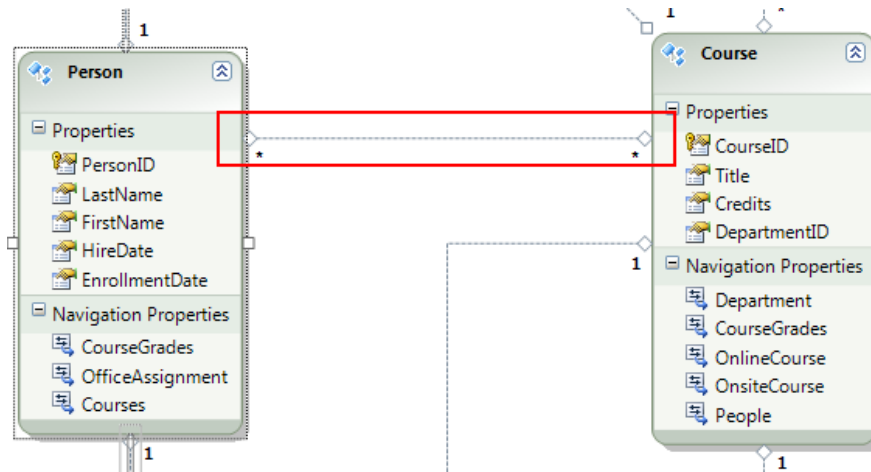 1
1
*
Person
Course
Properties
PersonID
LastName
FirstName
HireDate
EnrollmentDate
Navigation Properties
CourseGrades
OfficeAssignment
Courses
*
*
Properties
CourseID
Title
Credits
DepartmentID
1
Navigation Properties
Department
CourseGrades
OnlineCourse
OnsiteCourse
People
1
1